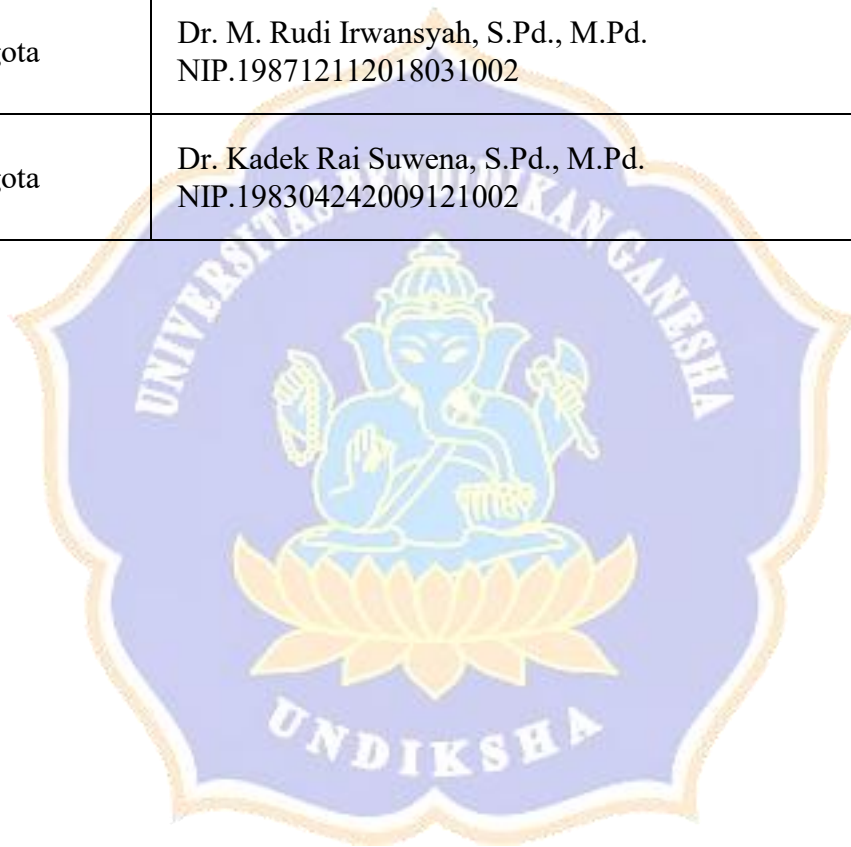 gota
Dr. M. Rudi Irwansyah, S.Pd., M.Pd.
NIP.198712112018031002
gota
Dr. Kadek Rai Suwena, S.Pd., M.Pd.
NIP.198304242009121002
UNIVERSITAS PENDIDIKAN GANESHA
UNDIKSHA